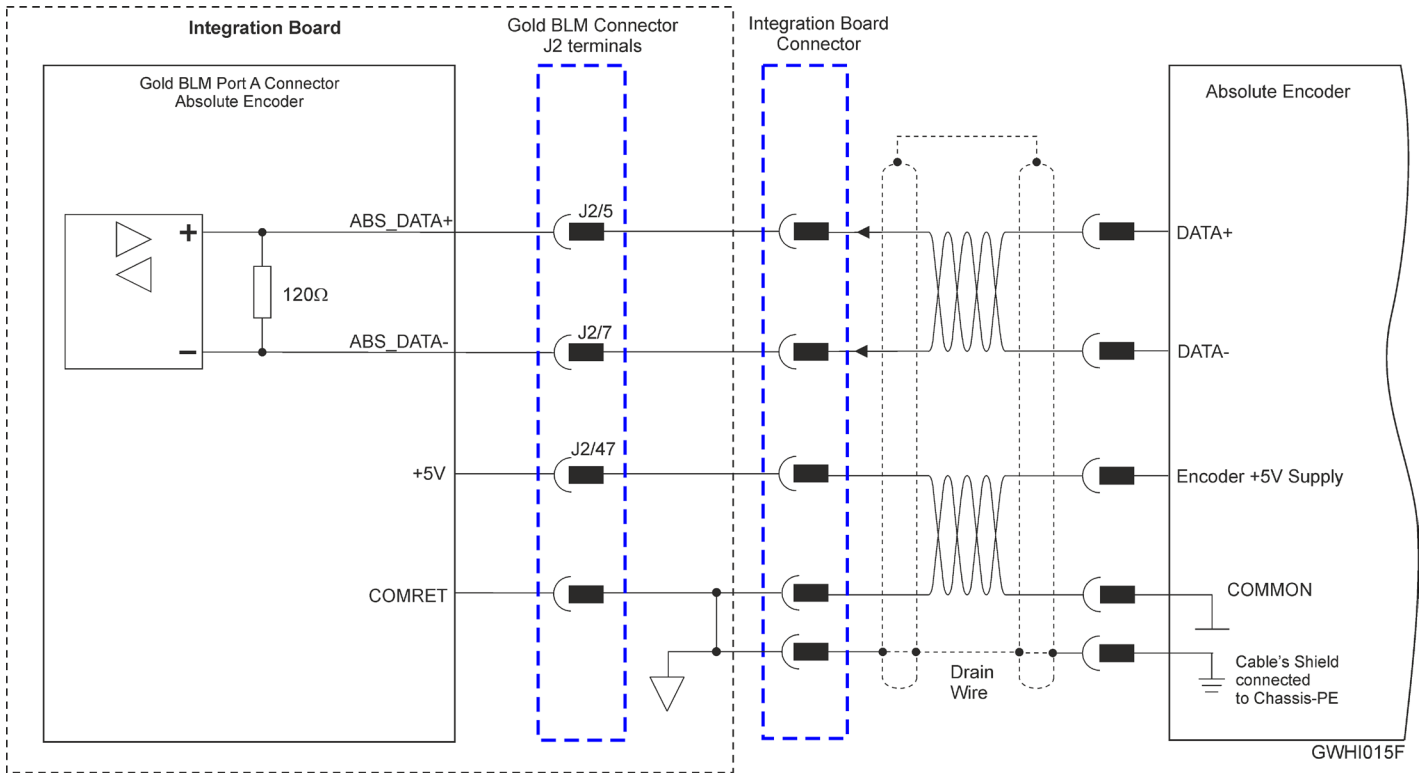 Integration Board
Gold BLM Connector
J2 terminals
Integration Board
Connector
Gold BLM Port A Connector
Absolute Encoder
Absolute Encoder
+
ABS_DATA+
J2/5
DATA+
120Ω
–
ABS_DATA-
J2/7
DATA-
+5V
J2/47
Encoder +5V Supply
COMRET
COMMON
Drain
Wire
Cable's Shield
connected
to Chassis-PE
GWHI015F